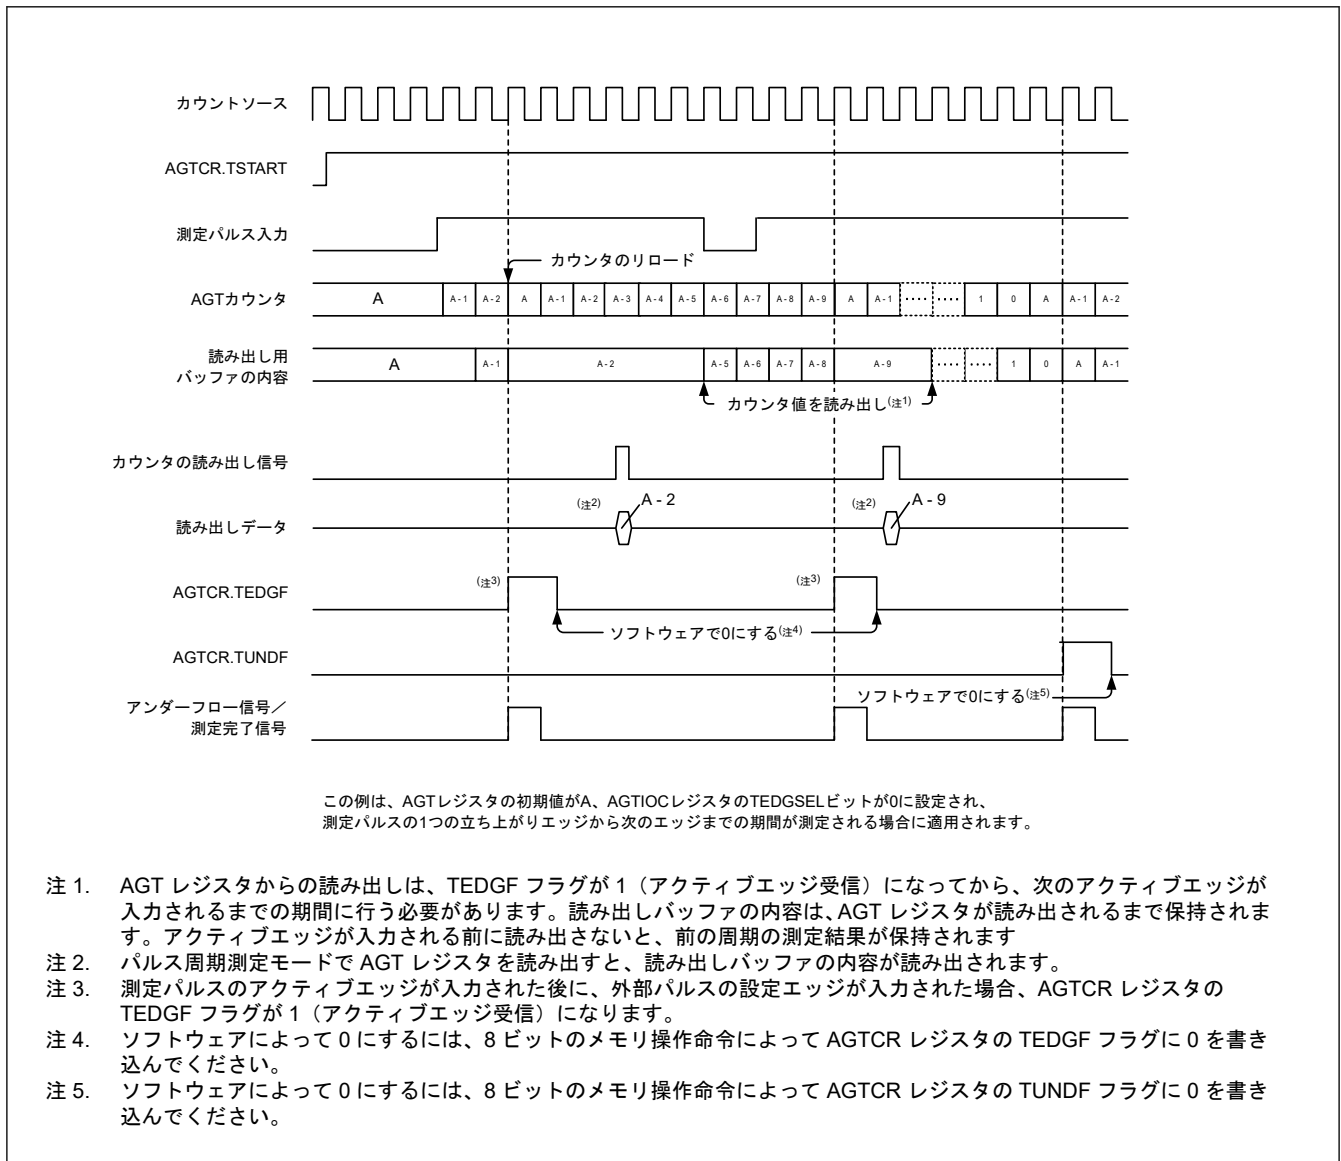 カウントソース
AGTCR.TSTART
測定パルス入力
カウンタのリロード
AGTカウンタ
A A-1 A-2 A A-1 A-2 A-3 A-4 A-5 A-6 A-7 A-8 A-9 A A-1 ···· ···· 1 0 A A-1 A-2
読み出し用
バッファの内容
A A-1 A-2 A-5 A-6 A-7 A-8 A-9 ···· ···· 1 0 A A-1
カウンタ値を読み出し(注1)
カウンタの読み出し信号
(注2) A - 2 (注2) A - 9
読み出しデータ
(注3) (注3)
AGTCR.TEDGF
ソフトウェアで0にする(注4)
AGTCR.TUNDF
ソフトウェアで0にする(注5)
アンダーフロー信号／
測定完了信号
この例は、AGTレジスタの初期値がA、AGTIOCレジスタのTEDGSELビットが0に設定され、
測定パルスの1つの立ち上がりエッジから次のエッジまでの期間が測定される場合に適用されます。
注 1. AGT レジスタからの読み出しは、TEDGF フラグが 1（アクティブエッジ受信）になってから、次のアクティブエッジが
入力されるまでの期間に行う必要があります。読み出しバッファの内容は、AGT レジスタが読み出されるまで保持されま
す。アクティブエッジが入力される前に読み出さないと、前の周期の測定結果が保持されます
注 2. パルス周期測定モードで AGT レジスタを読み出すと、読み出しバッファの内容が読み出されます。
注 3. 測定パルスのアクティブエッジが入力された後に、外部パルスの設定エッジが入力された場合、AGTCR レジスタの
TEDGF フラグが 1（アクティブエッジ受信）になります。
注 4. ソフトウェアによって 0 にするには、8 ビットのメモリ操作命令によって AGTCR レジスタの TEDGF フラグに 0 を書き
込んでください。
注 5. ソフトウェアによって 0 にするには、8 ビットのメモリ操作命令によって AGTCR レジスタの TUNDF フラグに 0 を書き
込んでください。